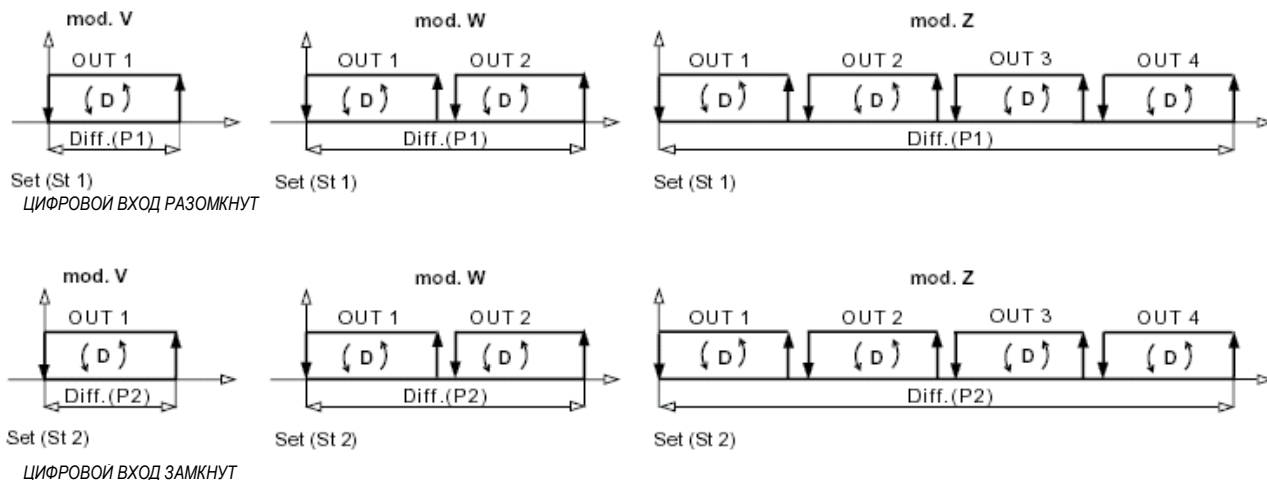 mod. V mod. W mod. Z
OUT 1 OUT 1 OUT 2 OUT 1 OUT 2 OUT 3 OUT 4
D D D D D D D
Diff.(P1) Diff.(P1) Diff.(P1)
Set (St 1) Set (St 1) Set (St 1)
ЦИФРОВОЙ ВХОД РАЗОМКНУТ
mod. V mod. W mod. Z
OUT 1 OUT 1 OUT 2 OUT 1 OUT 2 OUT 3 OUT 4
D D D D D D D
Diff.(P2) Diff.(P2) Diff.(P2)
Set (St 2) Set (St 2) Set (St 2)
ЦИФРОВОЙ ВХОД ЗАМКНУТ